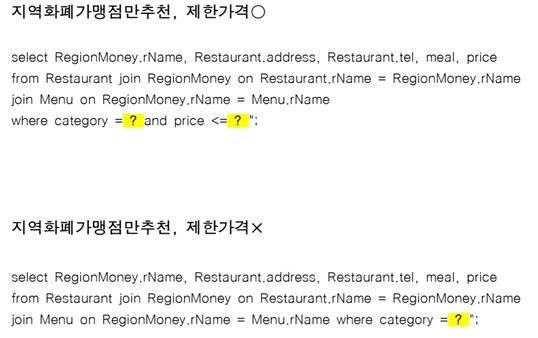 지역화폐가맹점만추천, 제한가격○
select RegionMoney.rName, Restaurant.address, Restaurant.tel, meal, price
from Restaurant join RegionMoney on Restaurant.rName = RegionMoney.rName
join Menu on RegionMoney.rName = Menu.rName
where category = ? and price <= ? ";
지역화폐가맹점만추천, 제한가격×
select RegionMoney.rName, Restaurant.address, Restaurant.tel, meal, price
from Restaurant join RegionMoney on Restaurant.rName = RegionMoney.rName
join Menu on RegionMoney.rName = Menu.rName where category = ? ";